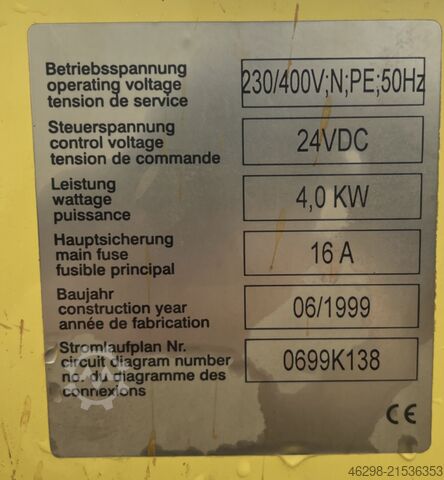 Betriebsspannung
operating voltage
tension de service
230/400V;N;PE;50Hz
Steuerspannung
control voltage
tension de commande
24VDC
Leistung
wattage
puissance
4,0 KW
Hauptsicherung
main fuse
fusible principal
16 A
Baujahr
construction year
année de fabrication
06/1999
Stromlaufplan Nr.
circuit diagram number
no. du diagramme des
connexions
0699K138
CE
46298-21536353